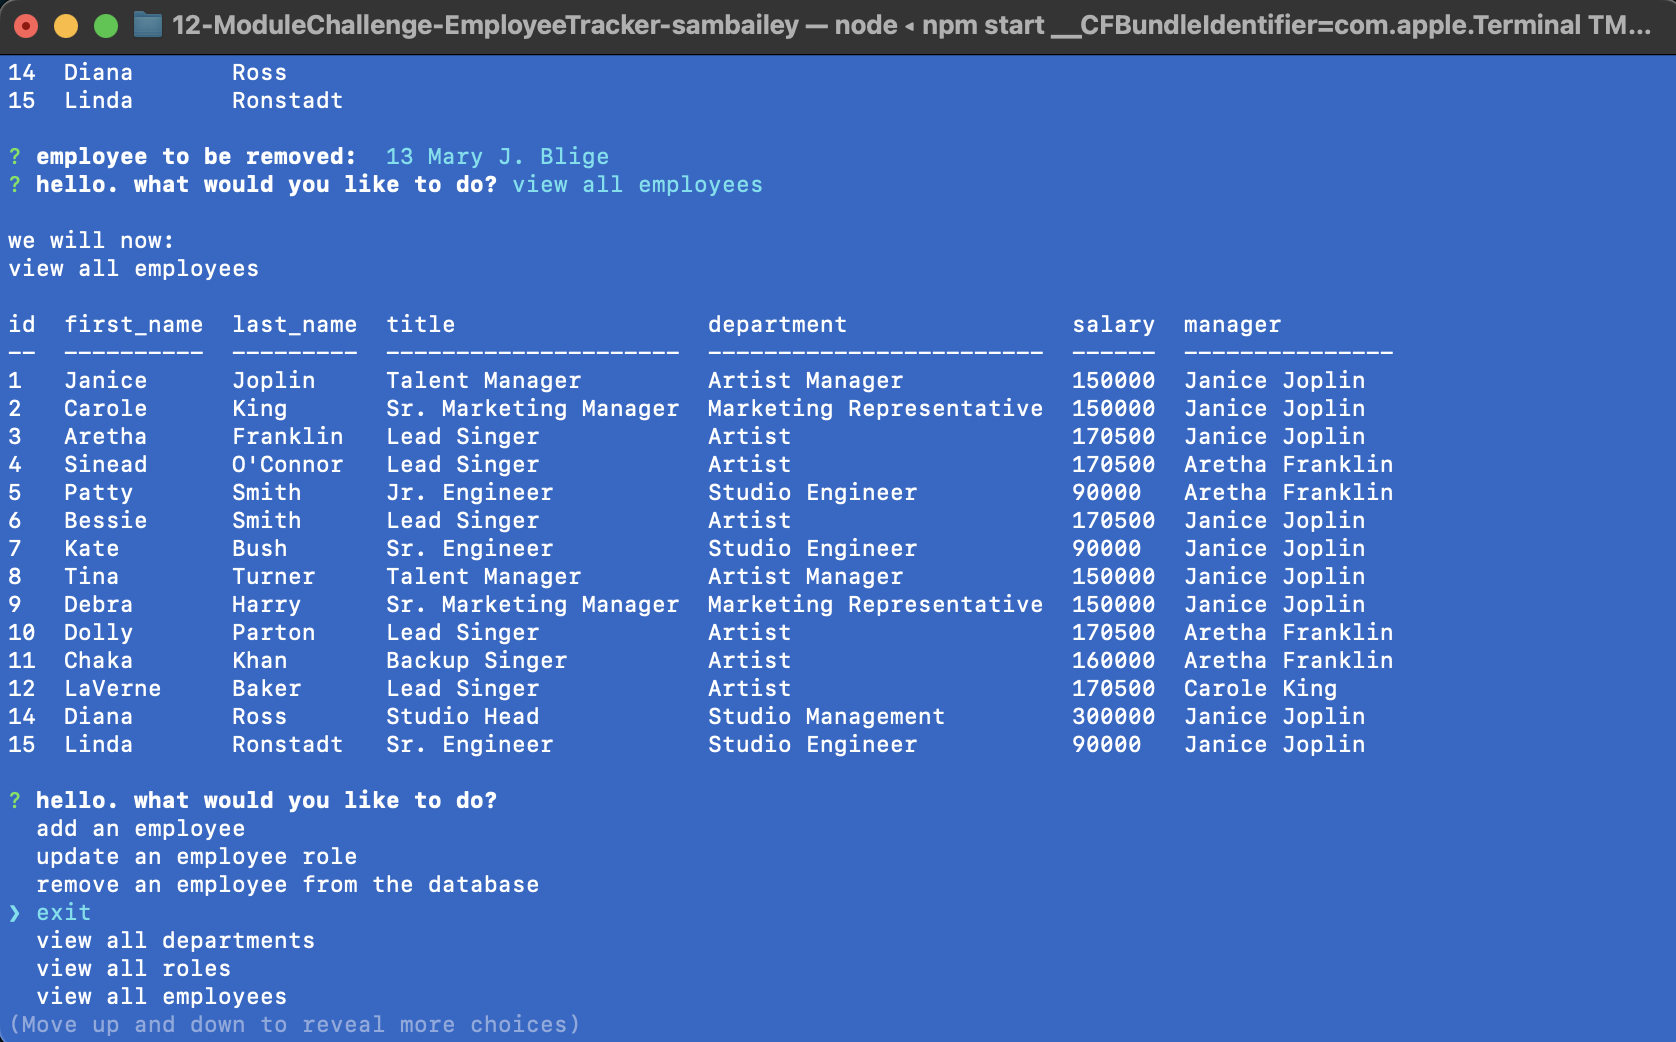 12-ModuleChallenge-EmployeeTracker-sambailey — node ◂ npm start __CFBundleIdentifier=com.apple.Terminal TM...
14  Diana       Ross
15  Linda       Ronstadt
? employee to be removed:  13 Mary J. Blige
? hello. what would you like to do? view all employees
we will now:
view all employees
id  first_name  last_name  title                  department                salary  manager
--  ----------  ---------  ---------------------  ------------------------  ------  ---------------
1   Janice      Joplin     Talent Manager         Artist Manager            150000  Janice Joplin
2   Carole      King       Sr. Marketing Manager  Marketing Representative  150000  Janice Joplin
3   Aretha      Franklin   Lead Singer            Artist                    170500  Janice Joplin
4   Sinead      O'Connor   Lead Singer            Artist                    170500  Aretha Franklin
5   Patty       Smith      Jr. Engineer           Studio Engineer           90000   Aretha Franklin
6   Bessie      Smith      Lead Singer            Artist                    170500  Janice Joplin
7   Kate        Bush       Sr. Engineer           Studio Engineer           90000   Janice Joplin
8   Tina        Turner     Talent Manager         Artist Manager            150000  Janice Joplin
9   Debra       Harry      Sr. Marketing Manager  Marketing Representative  150000  Janice Joplin
10  Dolly       Parton     Lead Singer            Artist                    170500  Aretha Franklin
11  Chaka       Khan       Backup Singer          Artist                    160000  Aretha Franklin
12  LaVerne     Baker      Lead Singer            Artist                    170500  Carole King
14  Diana       Ross       Studio Head            Studio Management         300000  Janice Joplin
15  Linda       Ronstadt   Sr. Engineer           Studio Engineer           90000   Janice Joplin
? hello. what would you like to do?
add an employee
update an employee role
remove an employee from the database
❯ exit
view all departments
view all roles
view all employees
(Move up and down to reveal more choices)